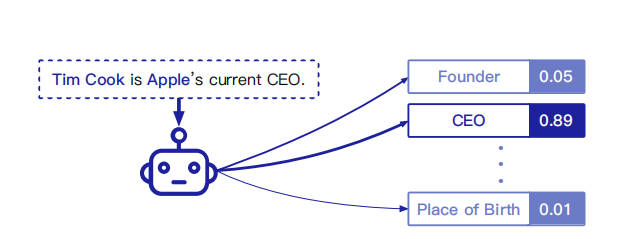 Tim Cook is Apple's current CEO.
Founder 0.05
CEO 0.89
Place of Birth 0.01